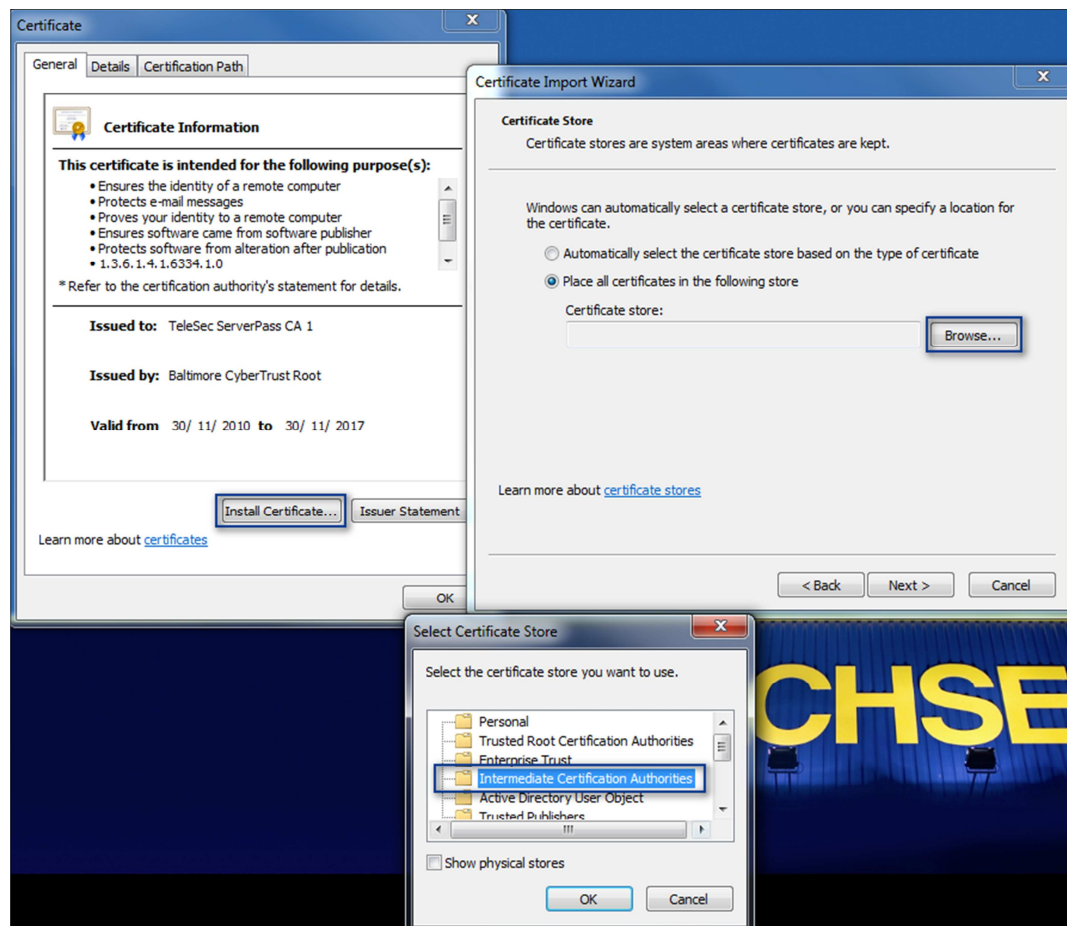 Certificate
General
Details
Certification Path
Certificate Information
This certificate is intended for the following purpose(s):
• Ensures the identity of a remote computer
• Protects e-mail messages
• Proves your identity to a remote computer
• Ensures software came from software publisher
• Protects software from alteration after publication
• 1.3.6.1.4.1.6334.1.0
* Refer to the certification authority's statement for details.
Issued to: TeleSec ServerPass CA 1
Issued by: Baltimore CyberTrust Root
Valid from 30/ 11/ 2010 to 30/ 11/ 2017
Install Certificate...
Issuer Statement
Learn more about certificates
OK
Certificate Import Wizard
Certificate Store
Certificate stores are system areas where certificates are kept.
Windows can automatically select a certificate store, or you can specify a location for
the certificate.
Automatically select the certificate store based on the type of certificate
Place all certificates in the following store
Certificate store:
Browse...
Learn more about certificate stores
< Back
Next >
Cancel
Select Certificate Store
Select the certificate store you want to use.
Personal
Trusted Root Certification Authorities
Enterprise Trust
Intermediate Certification Authorities
Active Directory User Object
Trusted Publishers
Show physical stores
OK
Cancel
CHSE